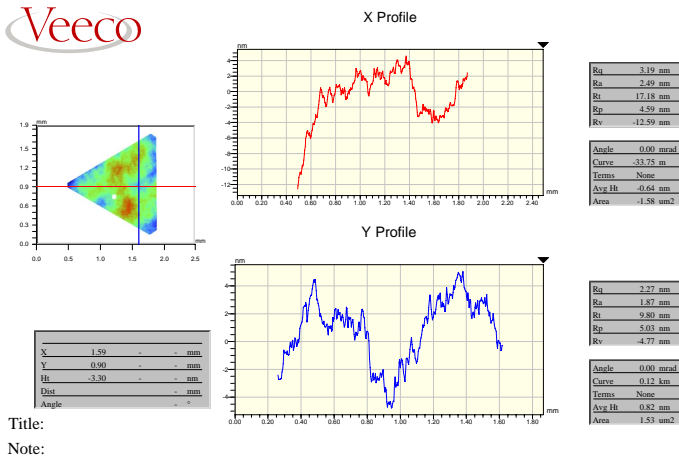 Veeco
X Profile
nm
4
2
0
-2
-4
-6
-8
-10
-12
mm
0.00 0.20 0.40 0.60 0.80 1.00 1.20 1.40 1.60 1.80 2.00 2.20 2.40
Rq 3.19 nm
Ra 2.49 nm
Rt 17.18 nm
Rp 4.59 nm
Rv -12.59 nm
Angle 0.00 mrad
Curve -33.75 m
Terms None
Avg Ht -0.64 nm
Area -1.58 um2
mm
1.9
1.5
1.2
0.9
0.6
0.3
0.0
mm
0.0 0.5 1.0 1.5 2.0 2.5
Y Profile
nm
4
2
0
-2
-4
mm
0.00 0.20 0.40 0.60 0.80 1.00 1.20 1.40 1.60 1.80
Rq 2.27 nm
Ra 1.87 nm
Rt 9.80 nm
Rp 5.03 nm
Rv -4.77 nm
Angle 0.00 mrad
Curve 0.12 km
Terms None
Avg Ht 0.82 nm
Area 1.53 um2
X 1.59 - - mm
Y 0.90 - - mm
Ht -3.30 - - nm
Dist - mm
Angle - °
Title:
Note: